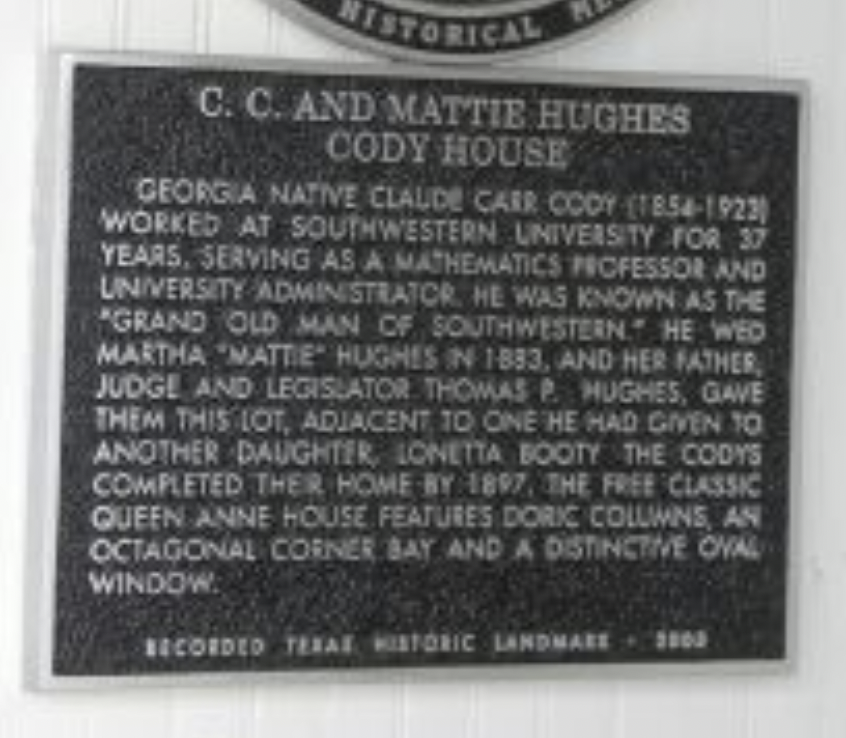 HISTORICAL
C. C. AND MATTIE HUGHES
CODY HOUSE
GEORGIA NATIVE CLAUDE CARR CODY (1854-1923)
WORKED AT SOUTHWESTERN UNIVERSITY FOR 37
YEARS, SERVING AS A MATHEMATICS PROFESSOR AND
UNIVERSITY ADMINISTRATOR. HE WAS KNOWN AS THE
"GRAND OLD MAN OF SOUTHWESTERN." HE WED
MARTHA "MATTIE" HUGHES IN 1883, AND HER FATHER,
JUDGE AND LEGISLATOR THOMAS P. HUGHES, GAVE
THEM THIS LOT, ADJACENT TO ONE HE HAD GIVEN TO
ANOTHER DAUGHTER, LONETTA BOOTY. THE CODYS
COMPLETED THEIR HOME BY 1897. THE FREE CLASSIC
QUEEN ANNE HOUSE FEATURES DORIC COLUMNS, AN
OCTAGONAL CORNER BAY AND A DISTINCTIVE OVAL
WINDOW.
RECORDED TEXAS HISTORIC LANDMARK -